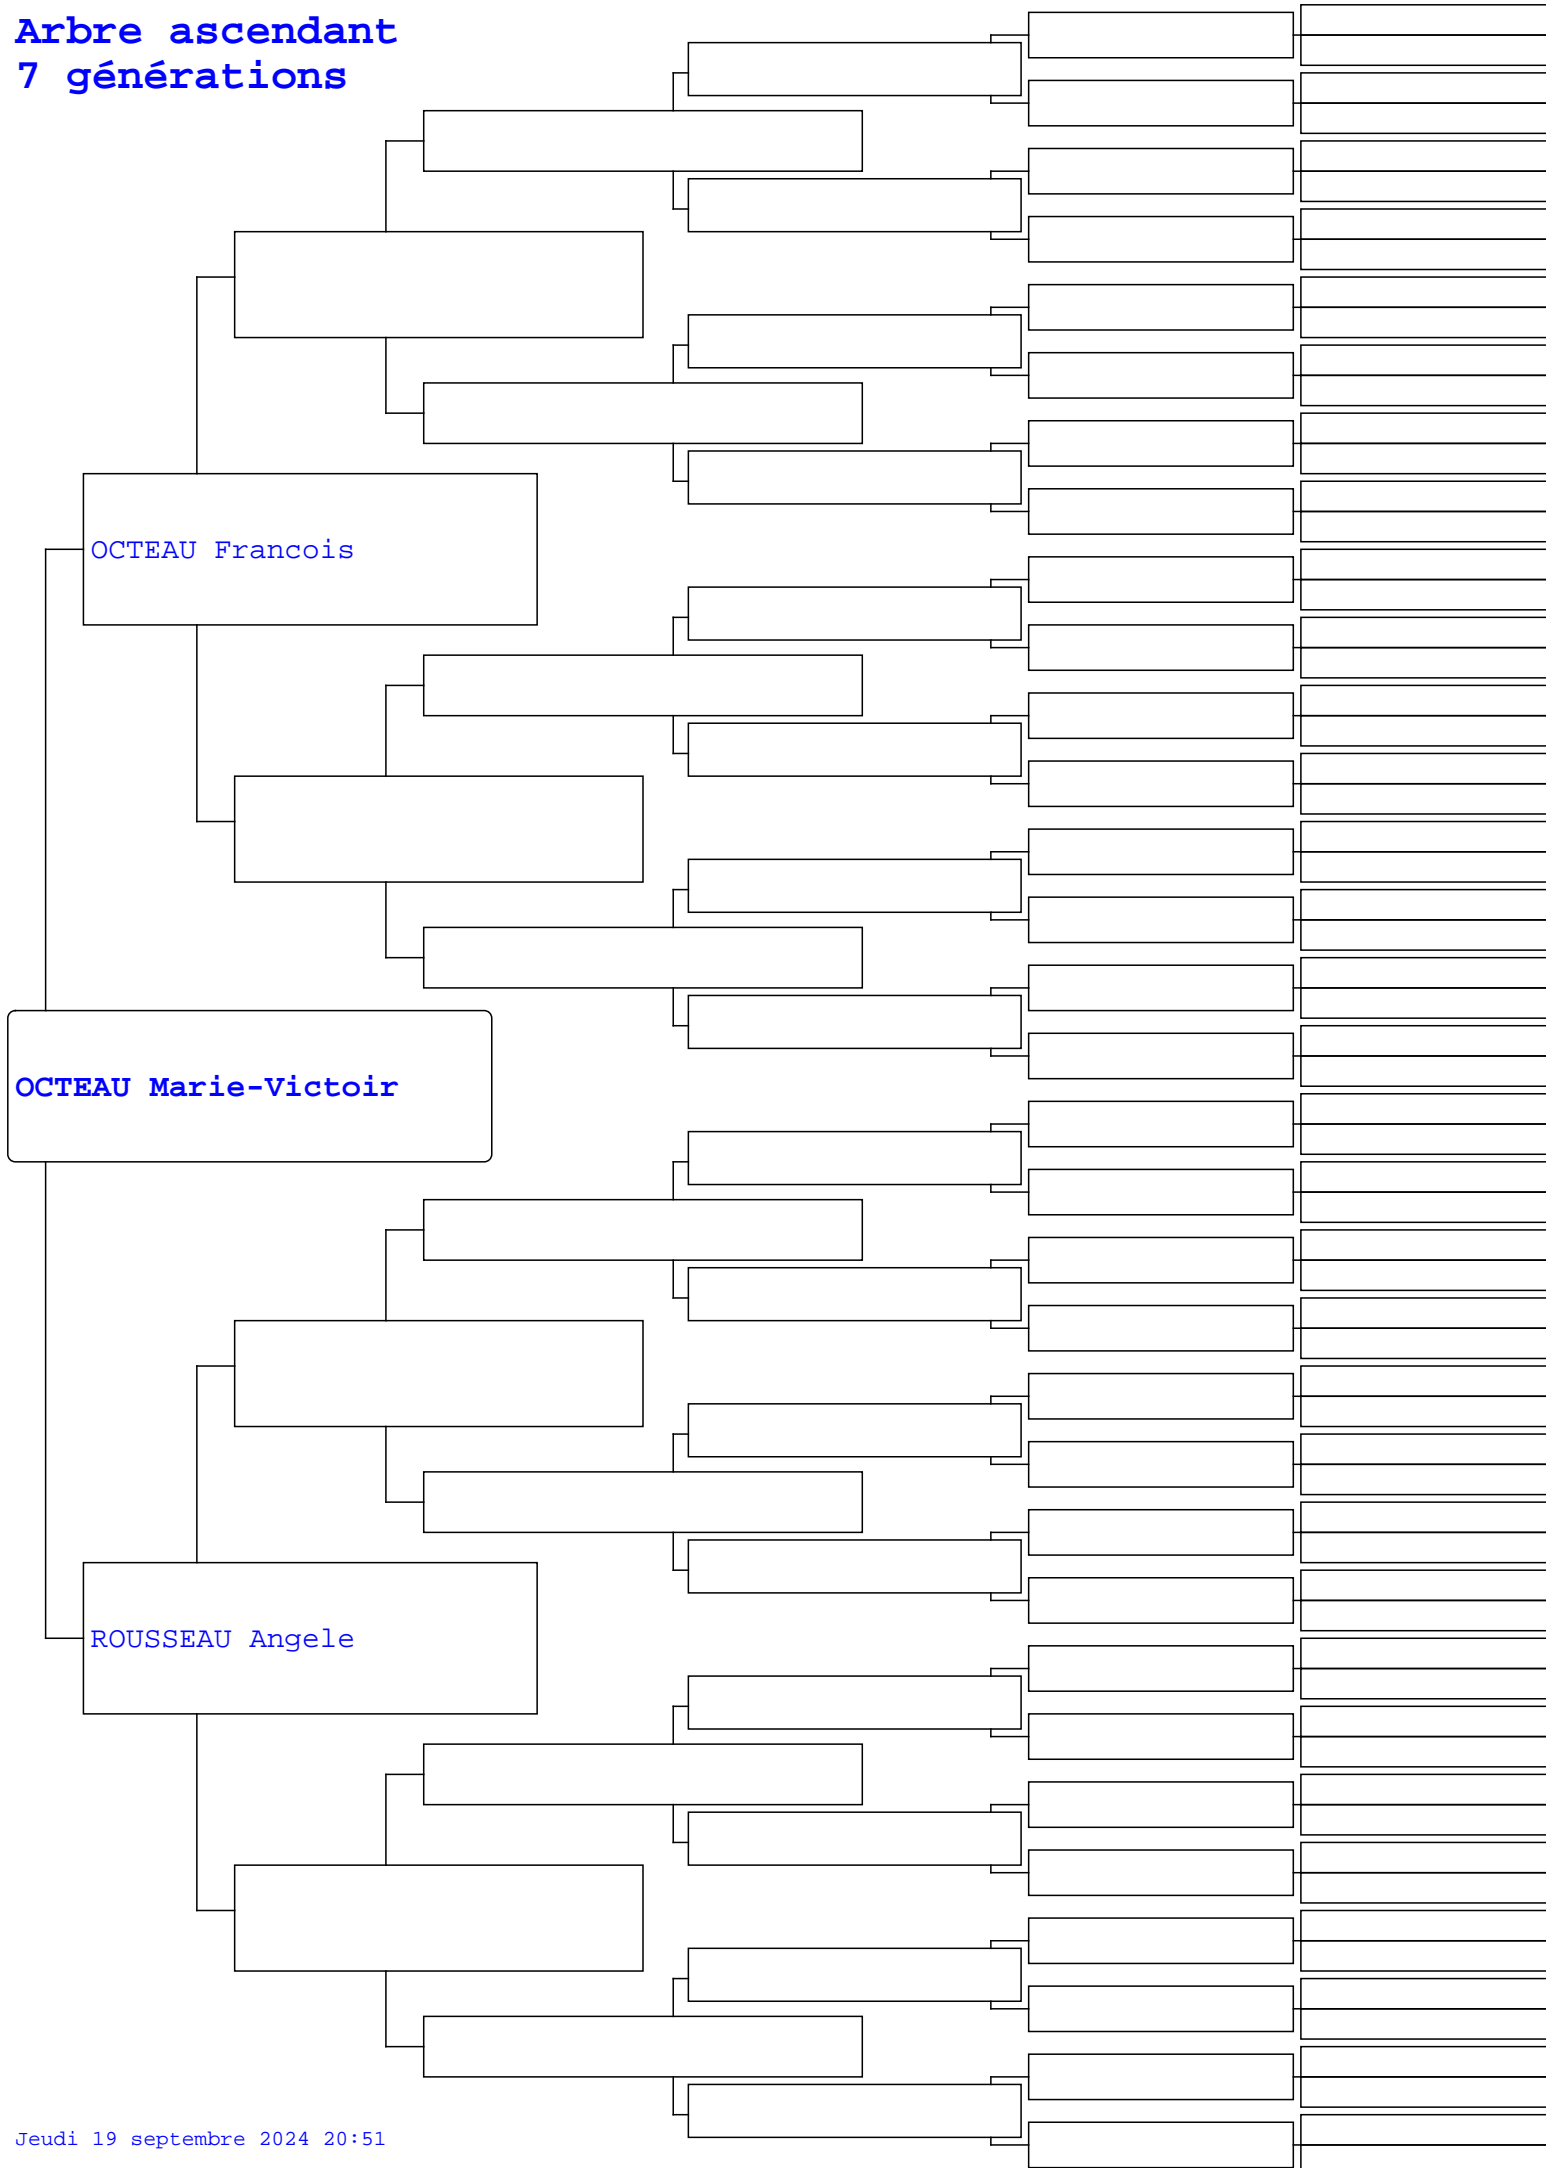 Arbre ascendant
7 générations
OCTEAU Francois
OCTEAU Marie-Victoir
ROUSSEAU Angele
Jeudi 19 septembre 2024 20:51